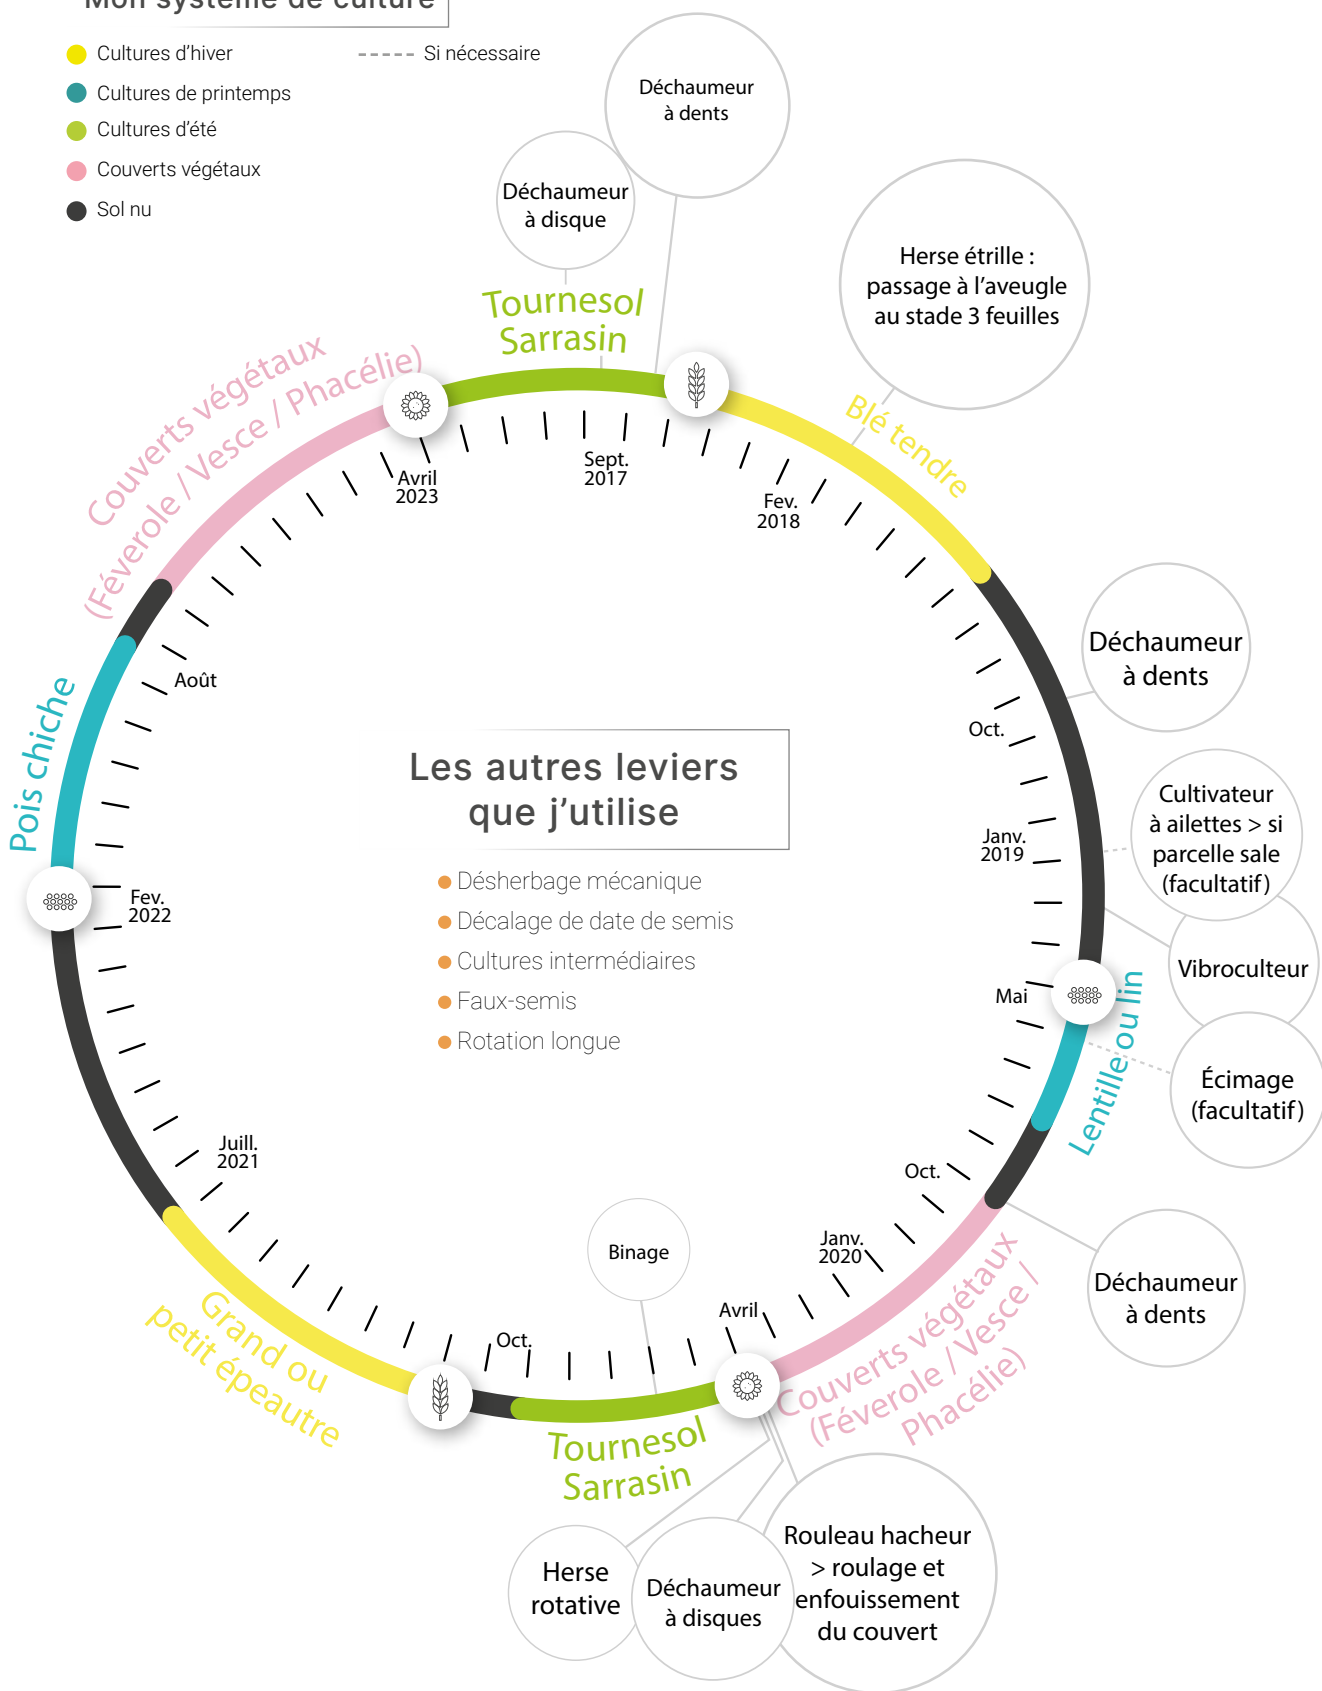 Mon système de culture
Cultures d'hiver
Si nécessaire
Cultures de printemps
Cultures d'été
Couverts végétaux
Sol nu
Déchaumeur
à dents
Déchaumeur
à disque
Herse étrille :
passage à l'aveugle
au stade 3 feuilles
Tournesol
Sarrasin
Blé tendre
Couverts végétaux
(Féverole / Vesce / Phacélie)
Avril
2023
Sept.
2017
Fev.
2018
Déchaumeur
à dents
Août
Oct.
Pois chiche
Les autres leviers
que j'utilise
Désherbage mécanique
Décalage de date de semis
Cultures intermédiaires
Faux-semis
Rotation longue
Janv.
2019
Cultivateur
à ailettes > si
parcelle sale
(facultatif)
Fev.
2022
Vibroculteur
Mai
Lentille ou lin
Écimage
(facultatif)
Juill.
2021
Oct.
Janv.
2020
Binage
Déchaumeur
à dents
Avril
Oct.
Couverts végétaux
(Féverole / Vesce /
Phacélie)
Grand ou
petit épeautre
Tournesol
Sarrasin
Herse
rotative
Déchaumeur
à disques
Rouleau hacheur
> roulage et
enfouissement
du couvert